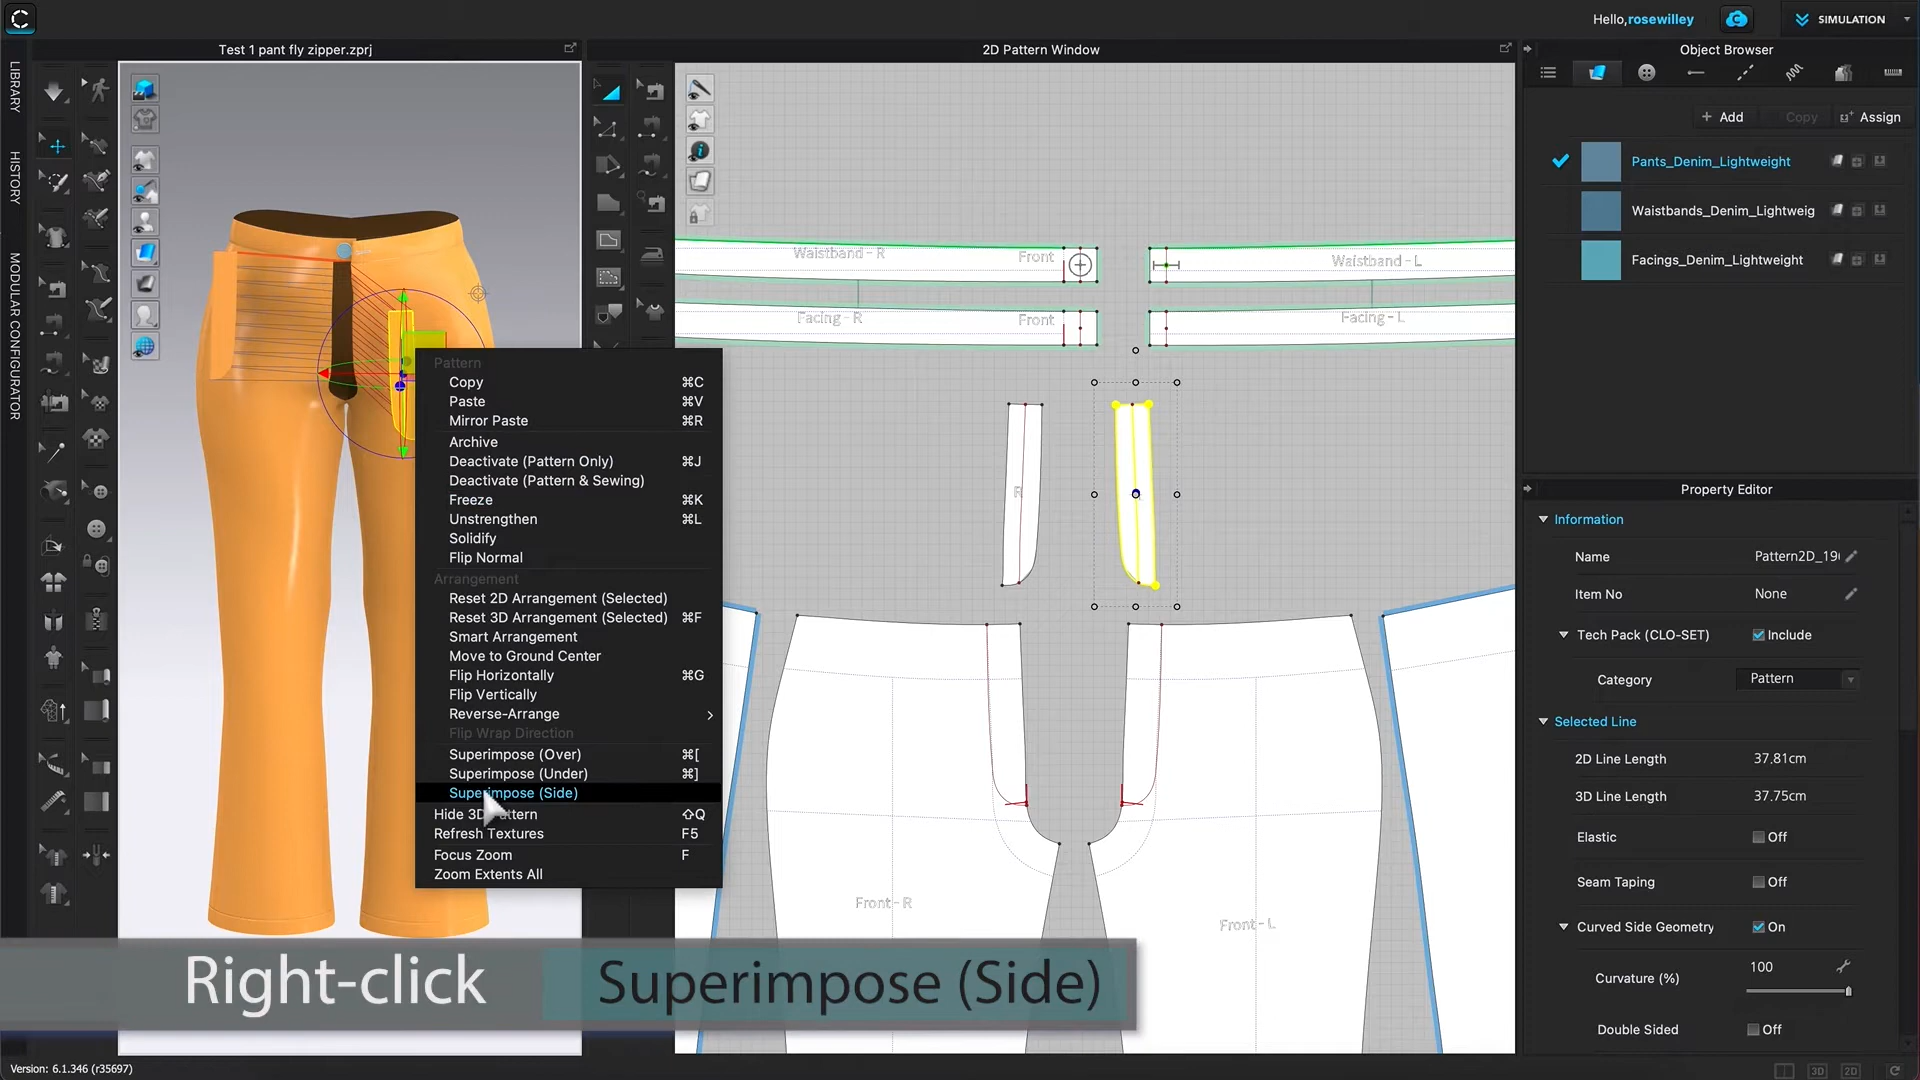 Hello,rosewilley
SIMULATION
Test 1 pant fly zipper.zprj
2D Pattern Window
Object Browser
LIBRARY
HISTORY
MODULAR CONFIGURATOR
+ Add
Copy
Assign
Pants_Denim_Lightweight
Waistbands_Denim_Lightweig
Facings_Denim_Lightweight
Waistband - R
Front
Waistband - L
Facing - R
Front
Facing - L
R
Front - R
Front - L
Pattern
Copy ⌘C
Paste ⌘V
Mirror Paste ⌘R
Archive
Deactivate (Pattern Only) ⌘J
Deactivate (Pattern & Sewing)
Freeze ⌘K
Unstrengthen ⌘L
Solidify
Flip Normal
Arrangement
Reset 2D Arrangement (Selected)
Reset 3D Arrangement (Selected) ⌘F
Smart Arrangement
Move to Ground Center
Flip Horizontally ⌘G
Flip Vertically
Reverse-Arrange
Flip Wrap Direction
Superimpose (Over) ⌘[
Superimpose (Under) ⌘]
Superimpose (Side)
Hide 3D Pattern ⇧Q
Refresh Textures F5
Focus Zoom F
Zoom Extents All
Property Editor
Information
Name Pattern2D_19
Item No None
Tech Pack (CLO-SET) Include
Category Pattern
Selected Line
2D Line Length 37.81cm
3D Line Length 37.75cm
Elastic Off
Seam Taping Off
Curved Side Geometry On
Curvature (%) 100
Double Sided Off
Right-click Superimpose (Side)
Version: 6.1.346 (r35697)
3D
2D